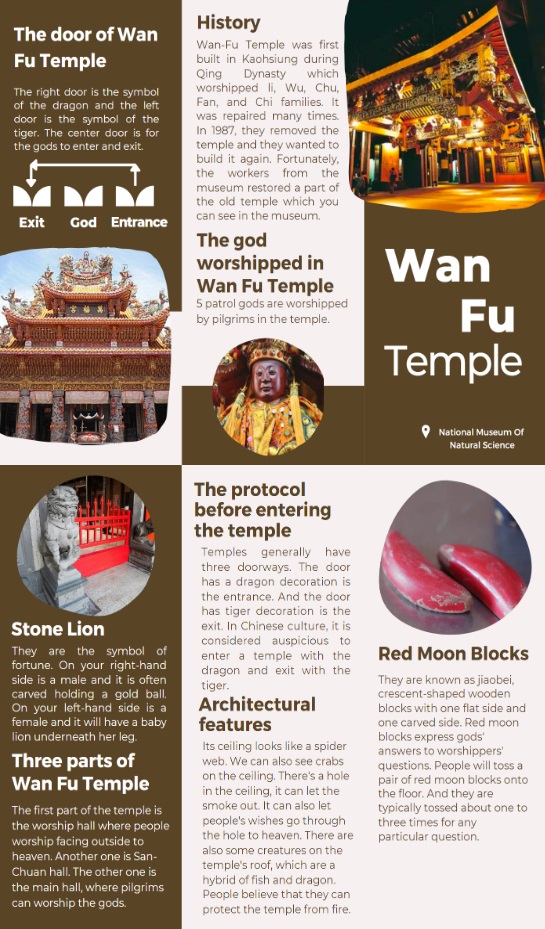 The door of Wan
Fu Temple
The right door is the symbol
of the dragon and the left
door is the symbol of the
tiger. The center door is for
the gods to enter and exit.
Exit
God
Entrance
History
Wan-Fu Temple was first
built in Kaohsiung during
Qing Dynasty which
worshipped li, Wu, Chu,
Fan, and Chi families. It
was repaired many times.
In 1987, they removed the
temple and they wanted to
build it again. Fortunately,
the workers from the
museum restored a part of
the old temple which you
can see in the museum.
The god
worshipped in
Wan Fu Temple
5 patrol gods are worshipped
by pilgrims in the temple.
Wan
Fu
Temple
National Museum Of
Natural Science
Stone Lion
They are the symbol of
fortune. On your right-hand
side is a male and it is often
carved holding a gold ball.
On your left-hand side is a
female and it will have a baby
lion underneath her leg.
Three parts of
Wan Fu Temple
The first part of the temple is
the worship hall where people
worship facing outside to
heaven. Another one is San-
Chuan hall. The other one is
the main hall, where pilgrims
can worship the gods.
The protocol
before entering
the temple
Temples generally have
three doorways. The door
has a dragon decoration is
the entrance. And the door
has tiger decoration is the
exit. In Chinese culture, it is
considered auspicious to
enter a temple with the
dragon and exit with the
tiger.
Architectural
features
Its ceiling looks like a spider
web. We can also see crabs
on the ceiling. There's a hole
in the ceiling, it can let the
smoke out. It can also let
people's wishes go through
the hole to heaven. There are
also some creatures on the
temple's roof, which are a
hybrid of fish and dragon.
People believe that they can
protect the temple from fire.
Red Moon Blocks
They are known as jiaobei,
crescent-shaped wooden
blocks with one flat side and
one carved side. Red moon
blocks express gods'
answers to worshippers'
questions. People will toss a
pair of red moon blocks onto
the floor. And they are
typically tossed about one to
three times for any
particular question.